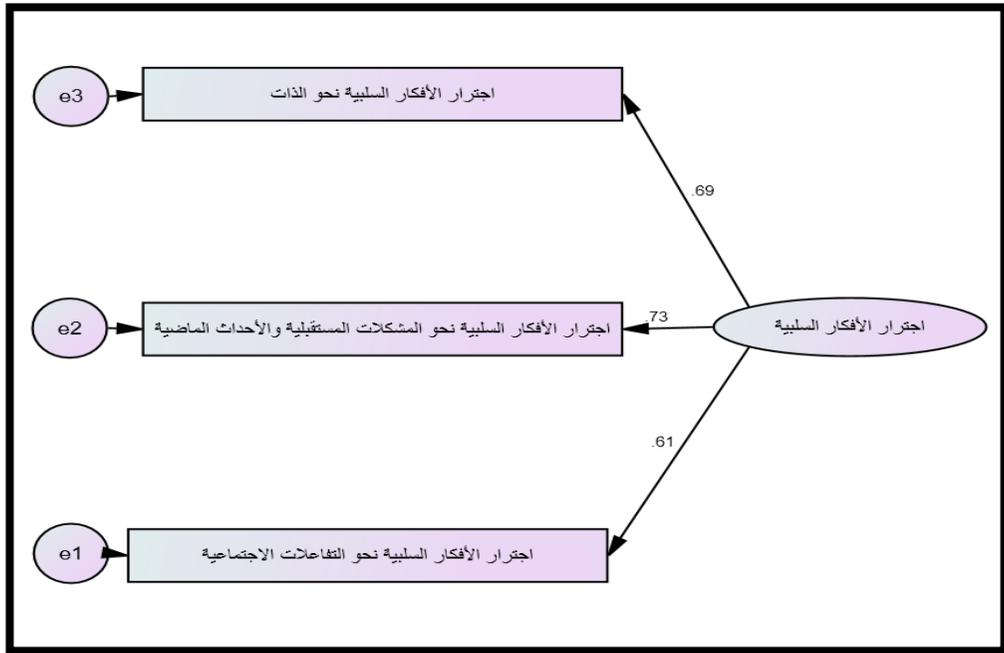 e3
اجترار الأفكار السلبية نحو الذات
.69
e2
اجترار الأفكار السلبية نحو المشكلات المستقبلية والأحداث الماضية
.73
اجترار الأفكار السلبية
.61
e1
اجترار الأفكار السلبية نحو التفاعلات الاجتماعية